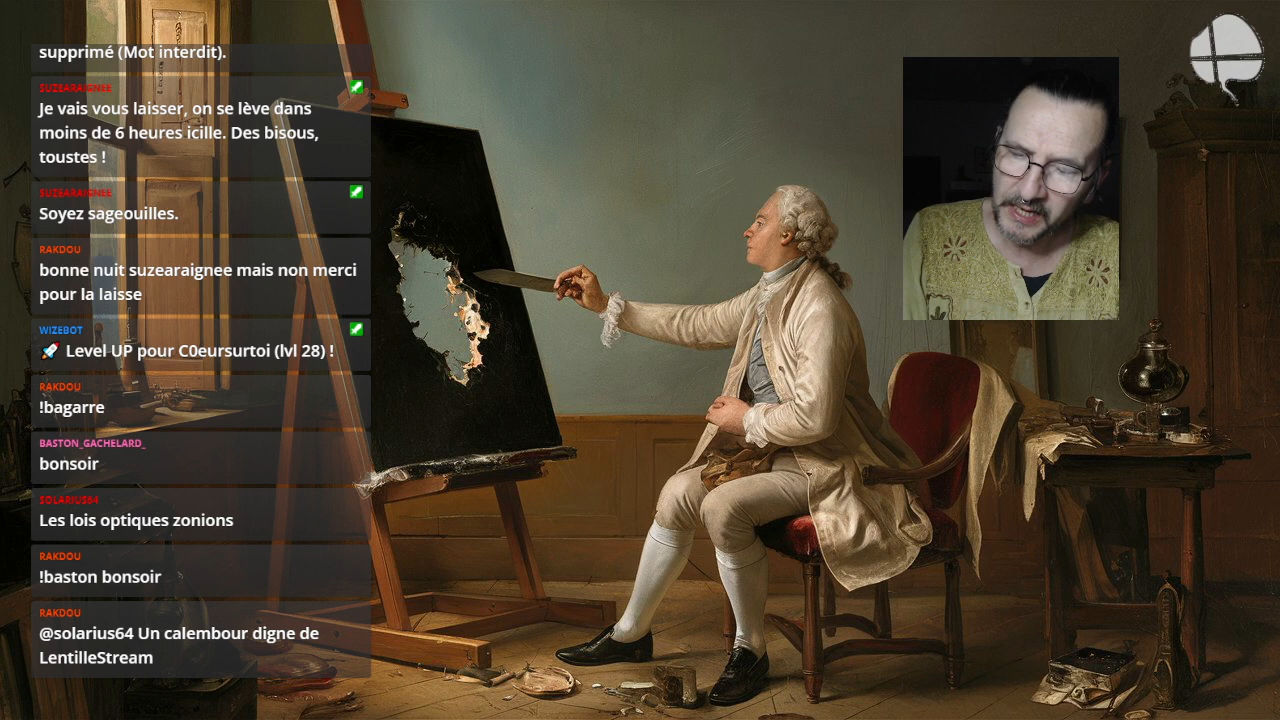 supprimé (Mot interdit).
SUZEARAIGNEE
Je vais vous laisser, on se lève dans
moins de 6 heures icille. Des bisous,
toustes !
SUZEARAIGNEE
Soyez sageouilles.
RAKDOU
bonne nuit suzearaignee mais non merci
pour la laisse
WIZEBOT
🚀 Level UP pour C0eursurtoi (lvl 28) !
RAKDOU
!bagarre
BASTON_GACHELARD_
bonsoir
SOLARIUS64
Les lois optiques zonions
RAKDOU
!baston bonsoir
RAKDOU
@solarius64 Un calembour digne de
LentilleStream